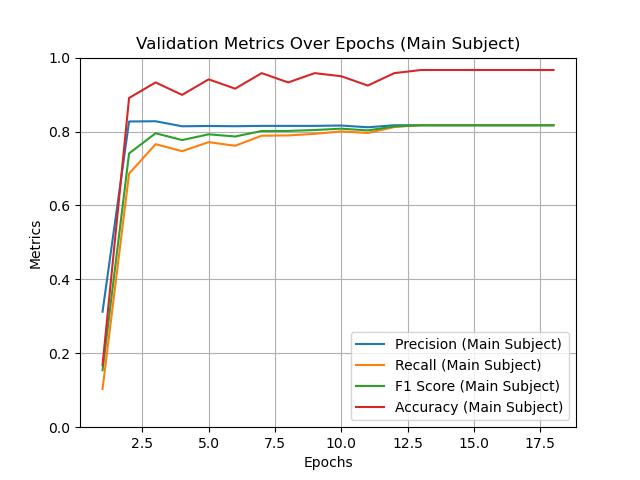 Validation Metrics Over Epochs (Main Subject)
1.0
0.8
0.6
0.4
0.2
0.0
Metrics
Precision (Main Subject)
Recall (Main Subject)
F1 Score (Main Subject)
Accuracy (Main Subject)
2.5 5.0 7.5 10.0 12.5 15.0 17.5
Epochs